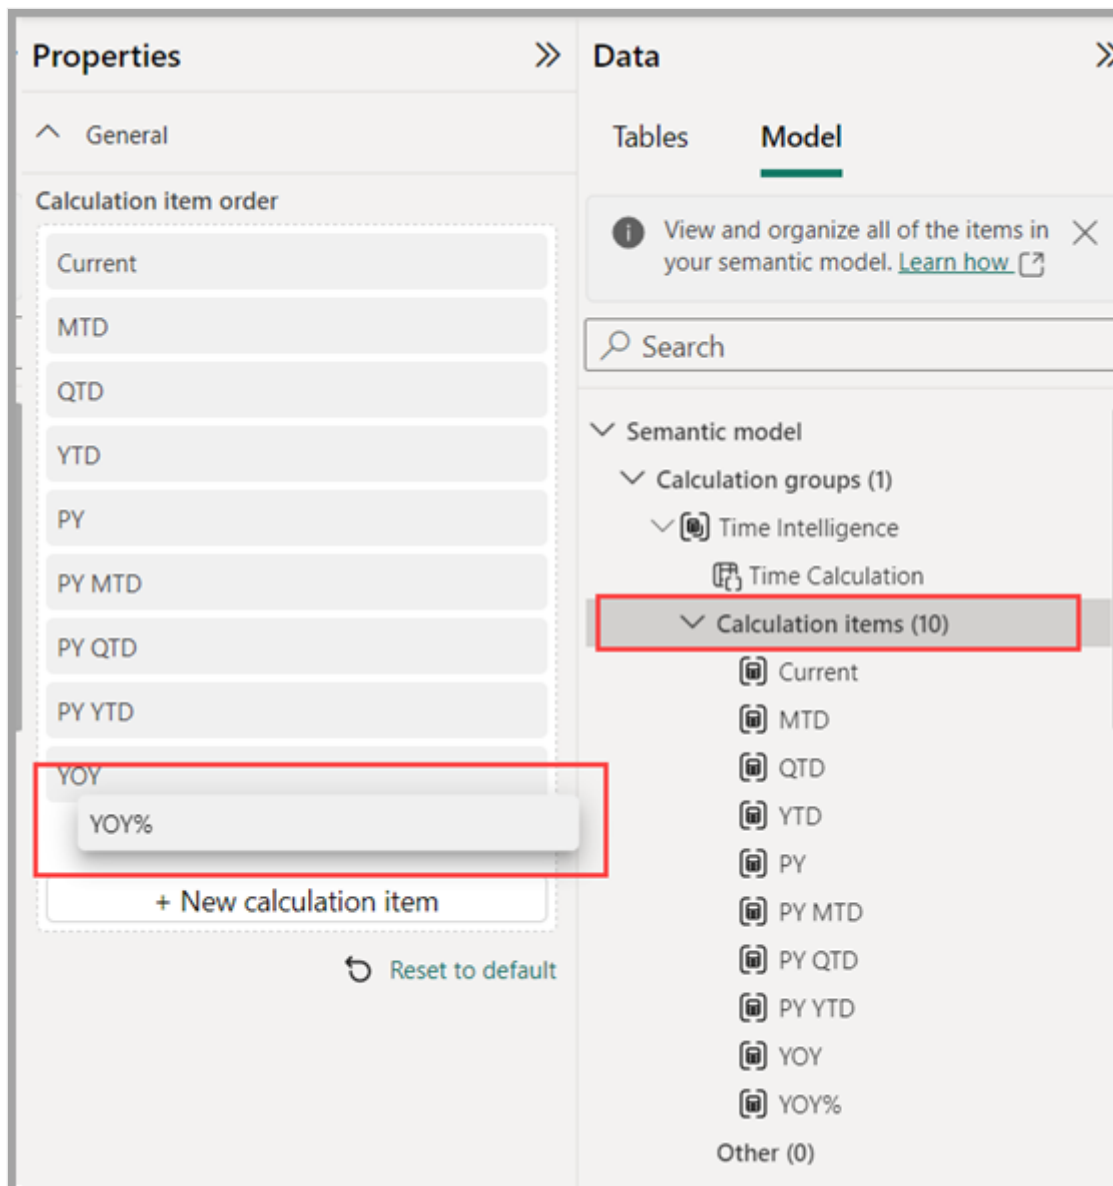 Properties
General
Calculation item order
Current
MTD
QTD
YTD
PY
PY MTD
PY QTD
PY YTD
YOY
YOY%
+ New calculation item
Reset to default
Data
Tables
Model
View and organize all of the items in
your semantic model. Learn how
Search
Semantic model
Calculation groups (1)
Time Intelligence
Time Calculation
Calculation items (10)
Current
MTD
QTD
YTD
PY
PY MTD
PY QTD
PY YTD
YOY
YOY%
Other (0)